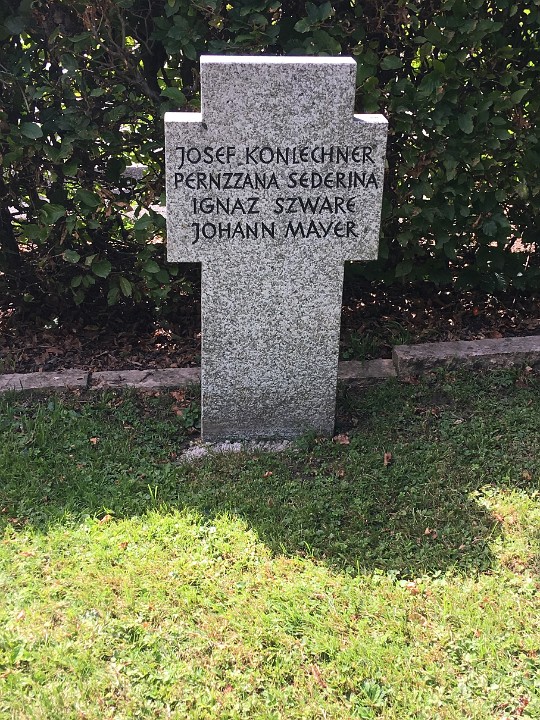 JOSEF KONLECHNER
PERNZZANA SEDERINA
IGNAZ SZWARE
JOHANN MAYER